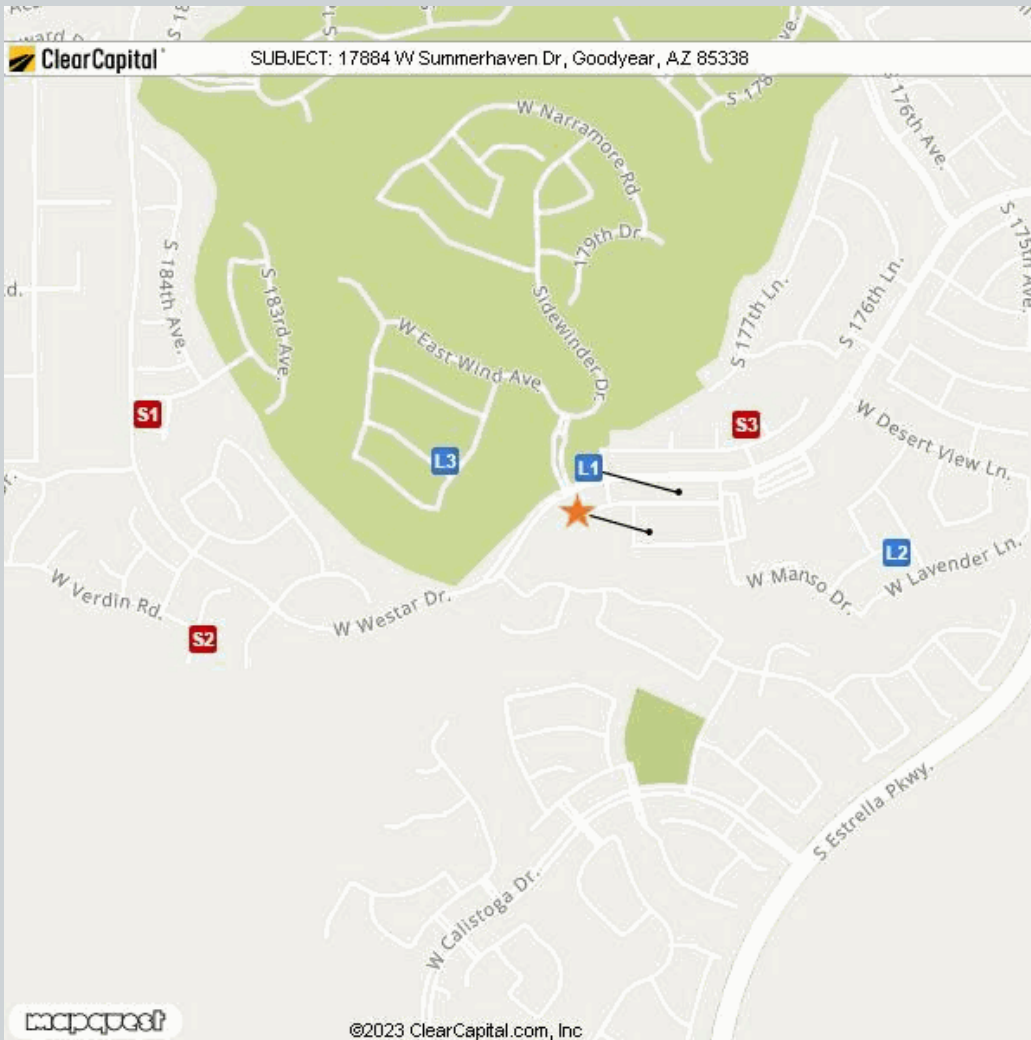 ClearCapital
SUBJECT: 17884 W Summerhaven Dr, Goodyear, AZ 85338
S 178
ve.
S 176th Ave.
W Narramore Rd.
S 175th Ave.
179th Dr.
S 184th Ave.
S 183rd Ave.
S 177th Ln.
S 176th Ln.
d.
Sidewinder Dr.
W East Wind Ave.
S1
S3
W Desert View Ln.
L3
L1
L2
W Lavender Ln.
W Manso Dr.
W Verdin Rd.
W Westar Dr.
S2
S Estrella Pkwy.
W Calistoga Dr.
mapquest
©2023 ClearCapital.com, Inc